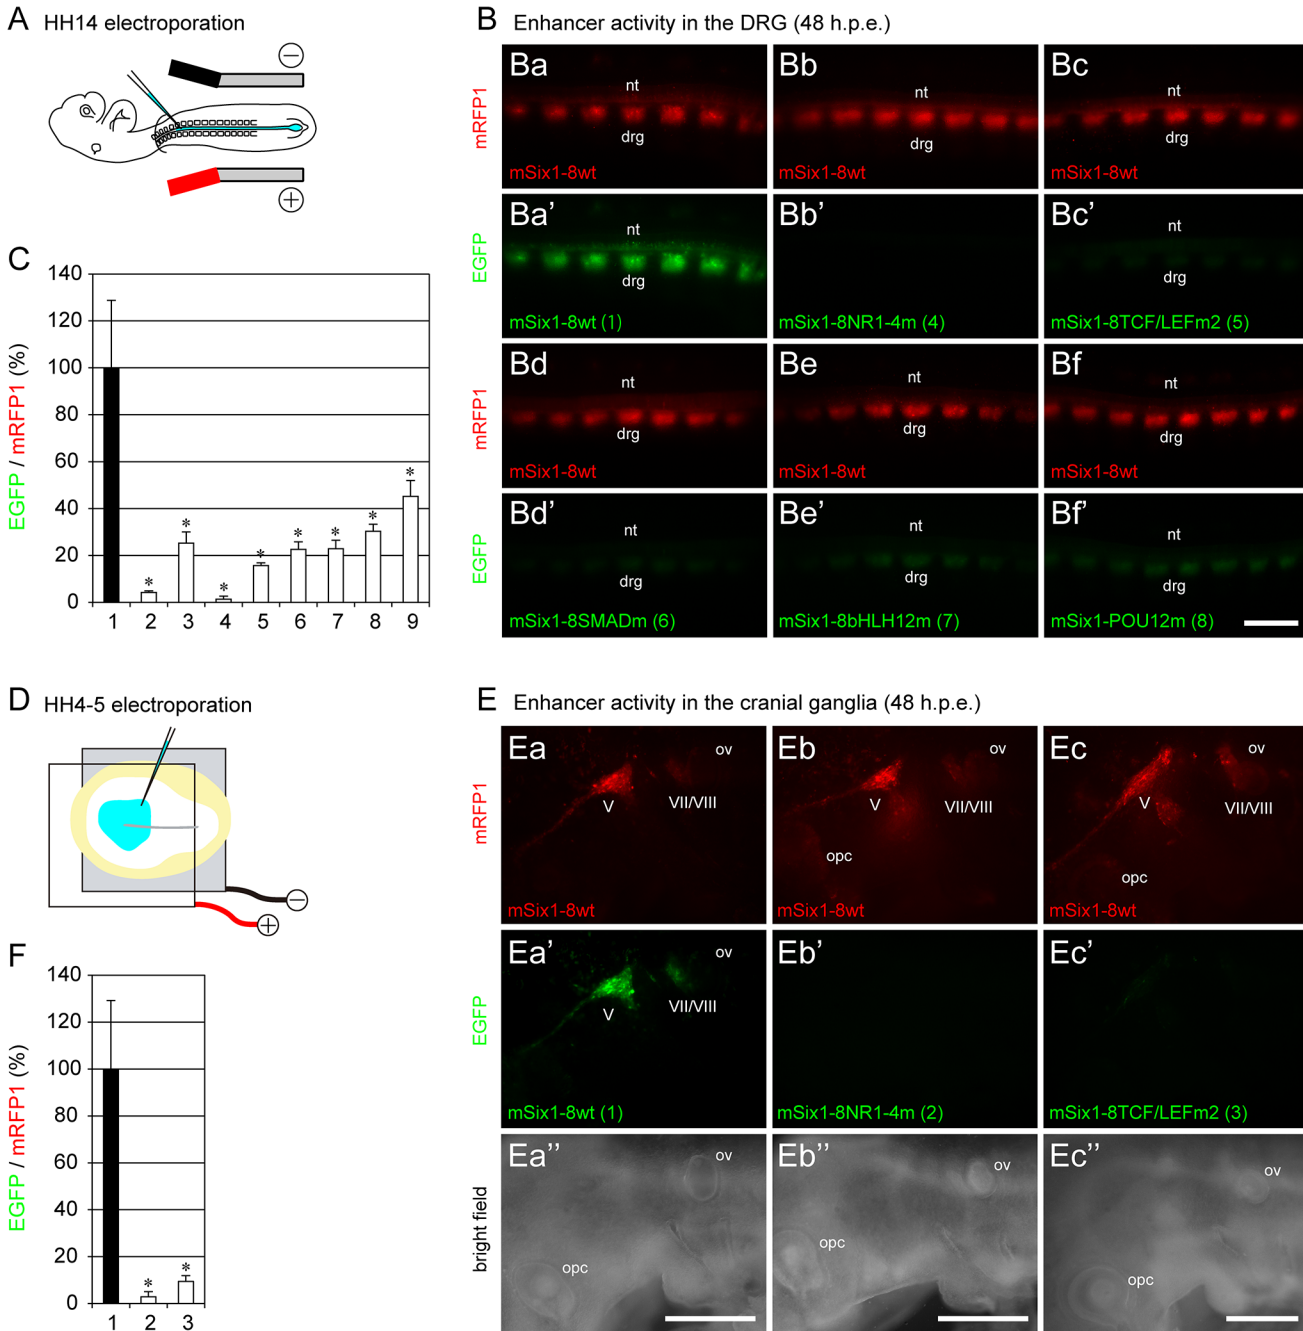 A HH14 electroporation
−
+
B Enhancer activity in the DRG (48 h.p.e.)
mRFP1
Ba
nt
drg
mSix1-8wt
Bb
nt
drg
mSix1-8wt
Bc
nt
drg
mSix1-8wt
EGFP
Ba’
nt
drg
mSix1-8wt (1)
Bb’
mSix1-8NR1-4m (4)
Bc’
nt
drg
mSix1-8TCF/LEFm2 (5)
mRFP1
Bd
nt
drg
mSix1-8wt
Be
nt
drg
mSix1-8wt
Bf
nt
drg
mSix1-8wt
EGFP
Bd’
nt
drg
mSix1-8SMADm (6)
Be’
nt
drg
mSix1-8bHLH12m (7)
Bf’
nt
drg
mSix1-POU12m (8)
C
EGFP / mRFP1 (%)
140
120
100
80
60
40
20
0
* * * * * * * *
1 2 3 4 5 6 7 8 9
D HH4-5 electroporation
−
+
E Enhancer activity in the cranial ganglia (48 h.p.e.)
mRFP1
Ea
ov
V
VII/VIII
mSix1-8wt
Eb
ov
V
VII/VIII
opc
mSix1-8wt
Ec
ov
V
VII/VIII
opc
mSix1-8wt
EGFP
Ea’
ov
V
VII/VIII
mSix1-8wt (1)
Eb’
mSix1-8NR1-4m (2)
Ec’
mSix1-8TCF/LEFm2 (3)
bright field
Ea’’
ov
opc
Eb’’
ov
opc
Ec’’
ov
opc
F
EGFP / mRFP1 (%)
140
120
100
80
60
40
20
0
* *
1 2 3